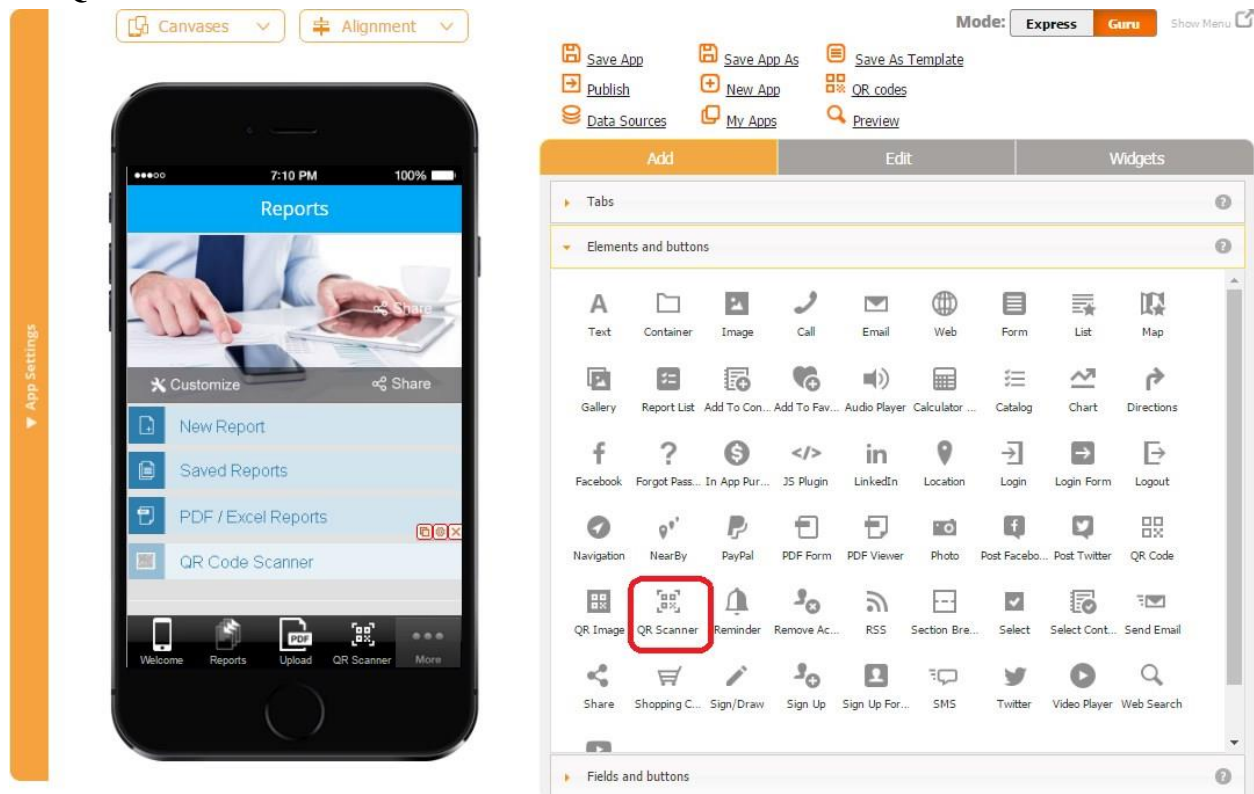 Q
Canvases
Alignment
Mode: Express Guru Show Menu
Save App Save App As Save As Template
Publish New App QR codes
Data Sources My Apps Preview
Add Edit Widgets
App Settings
7:10 PM 100%
Reports
Share
Customize Share
New Report
Saved Reports
PDF / Excel Reports
QR Code Scanner
PDF
Welcome Reports Upload QR Scanner More
Tabs
Elements and buttons
Text Container Image Call Email Web Form List Map
Gallery Report List Add To Con... Add To Fav... Audio Player Calculator ... Catalog Chart Directions
Facebook Forgot Pass... In App Pur... JS Plugin LinkedIn Location Login Login Form Logout
Navigation NearBy PayPal PDF Form PDF Viewer Photo Post Facebo... Post Twitter QR Code
QR Image QR Scanner Reminder Remove Ac... RSS Section Bre... Select Select Cont... Send Email
Share Shopping C... Sign/Draw Sign Up Sign Up For... SMS Twitter Video Player Web Search
Fields and buttons